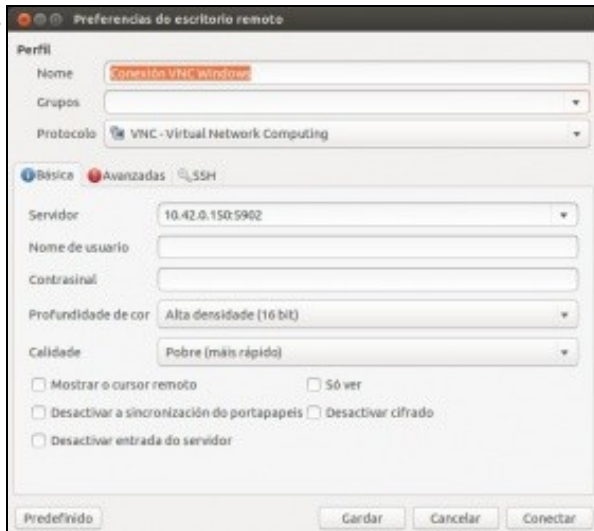 Preferencias do escritorio remoto
Perfil
Nome Conexión VNC Windows
Grupos
Protocolo VNC - Virtual Network Computing
Básica Avanzadas SSH
Servidor 10.42.0.150:5902
Nome de usuario
Contrasinal
Profundidade de cor Alta densidade (16 bit)
Calidade Pobre (máis rápido)
Mostrar o cursor remoto Só ver
Desactivar a sincronización do portapapeis Desactivar cifrado
Desactivar entrada do servidor
Predefinido Gardar Cancelar Conectar